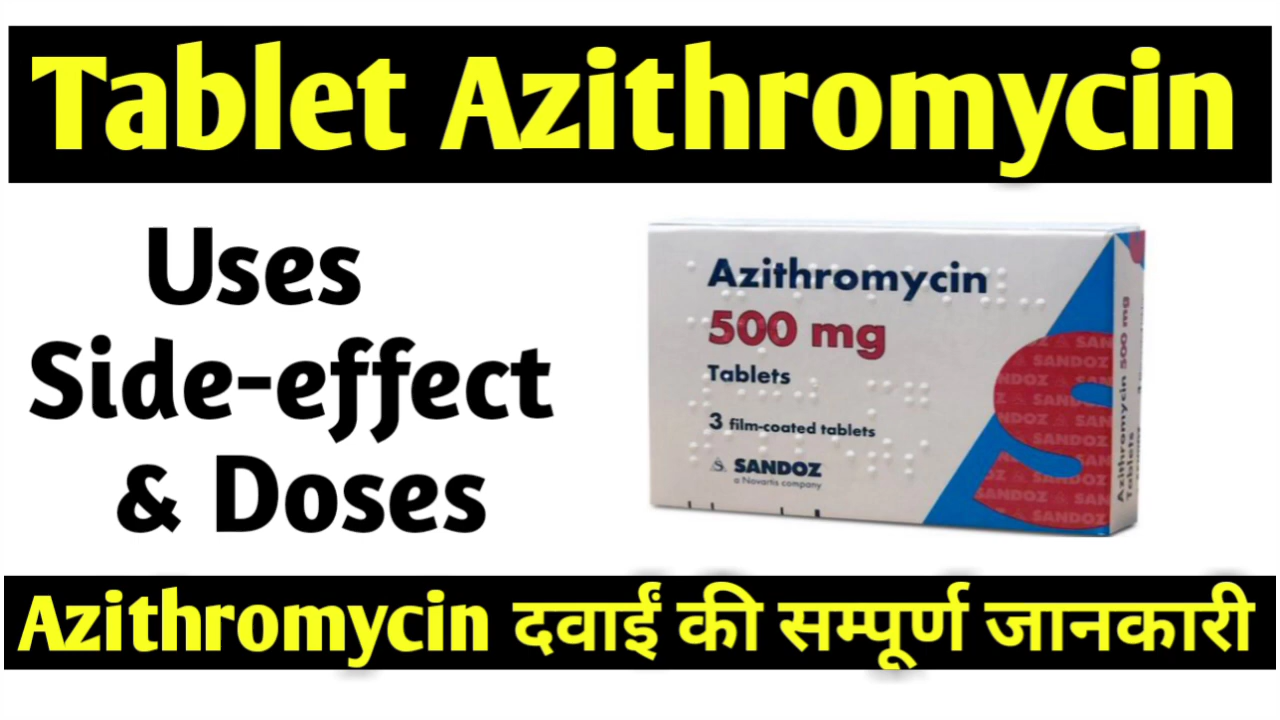 Tablet Azithromycin
Uses
Side-effect
& Doses
Azithromycin
500 mg
Tablets
3 film-coated tablets
SANDOZ
a Novartis company
Azithromycin 500 mg
Tablets
Azithromycin दवाईं की सम्पूर्ण जानकारी